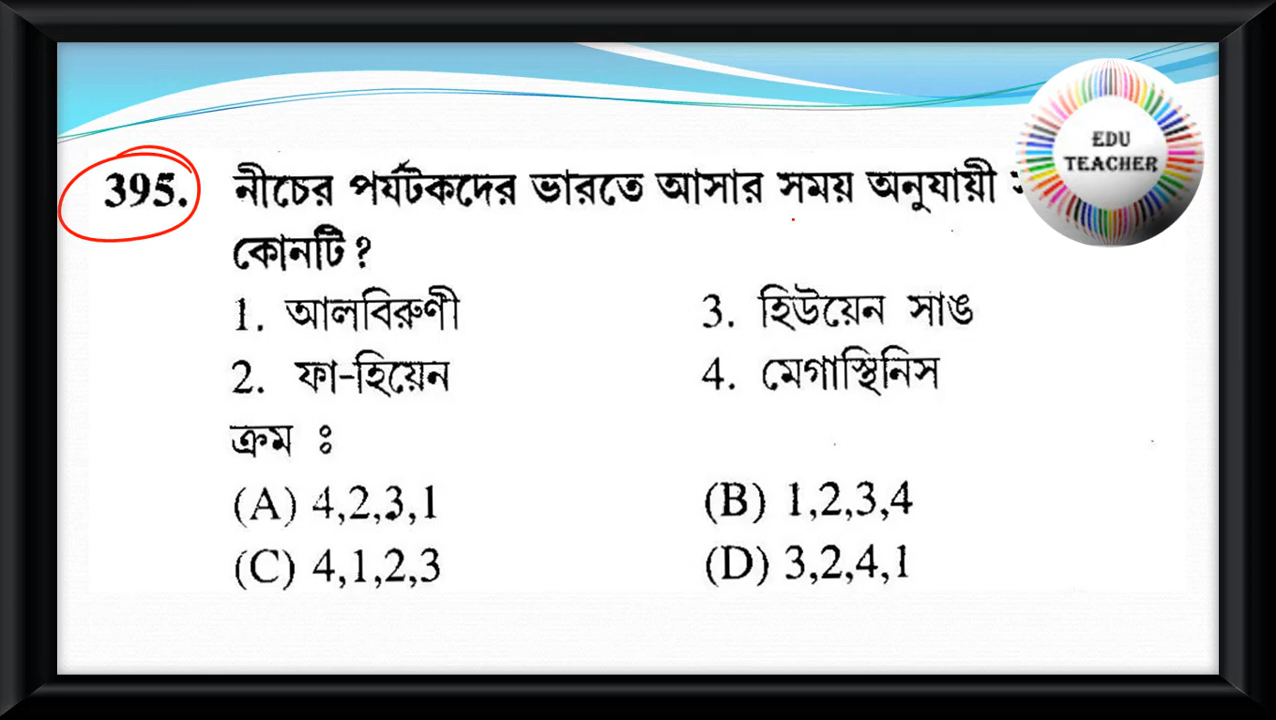 EDU
TEACHER
395. নীচের পর্যটকদের ভারতে আসার সময় অনুযায়ী
কোনটি ?
1. আলবিরুণী 3. হিউয়েন সাঙ
2. ফা-হিয়েন 4. মেগাস্থিনিস
ক্রম ঃ
(A) 4,2,3,1 (B) 1,2,3,4
(C) 4,1,2,3 (D) 3,2,4,1